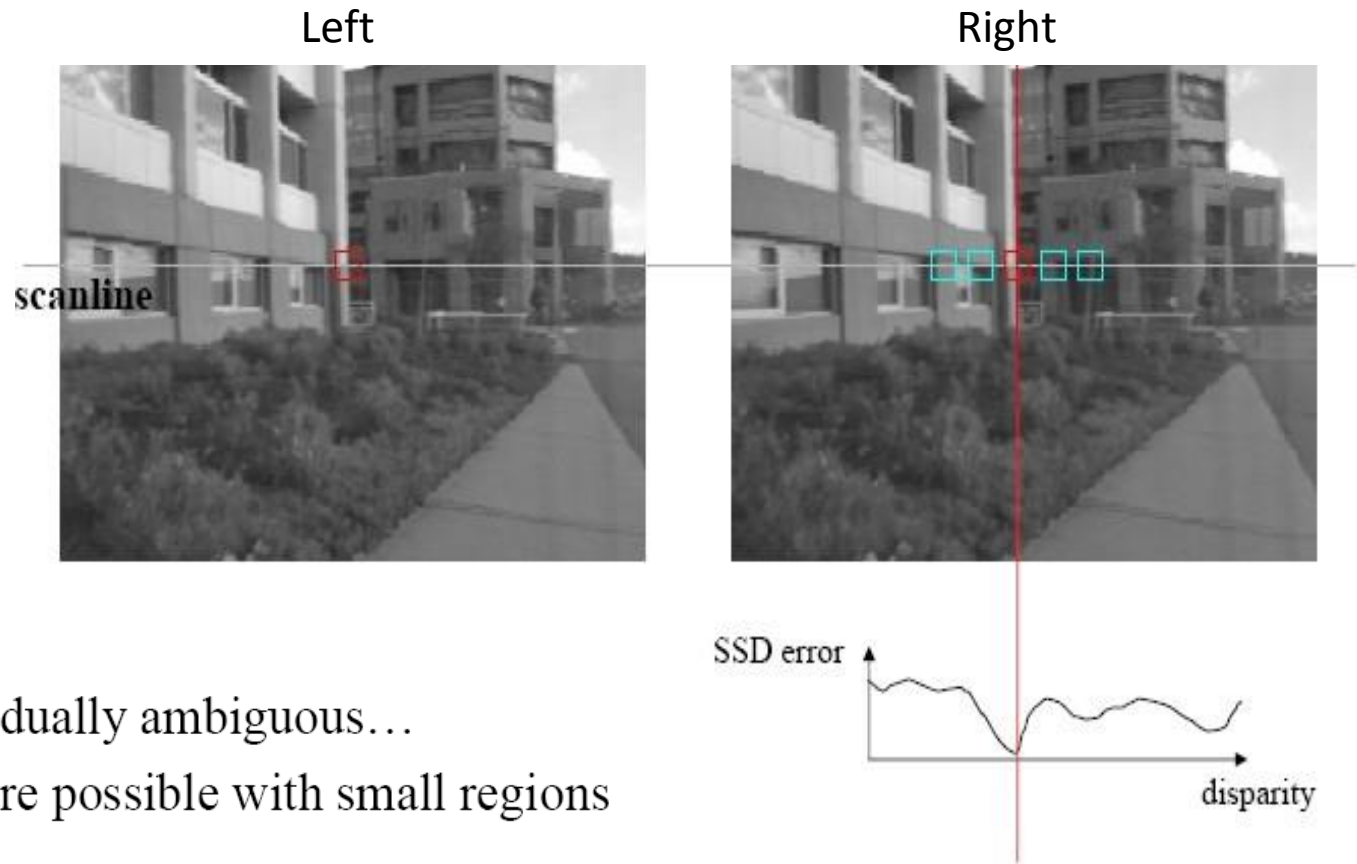 Left
Right
scanline
SSD error
dually ambiguous…
re possible with small regions
disparity